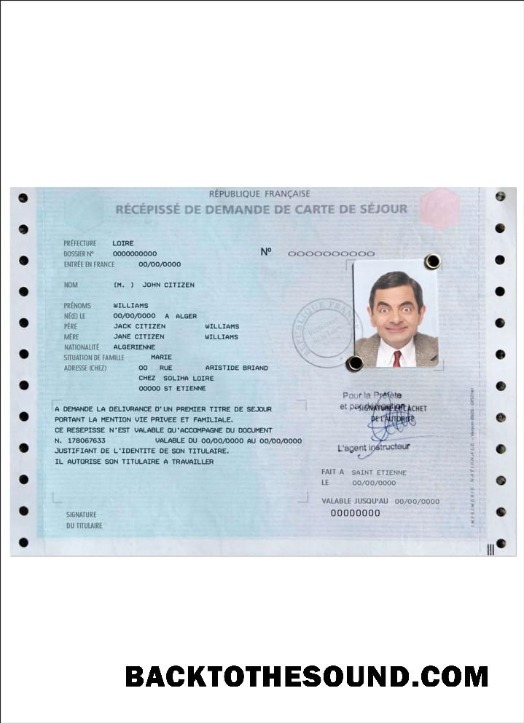 RÉPUBLIQUE FRANÇAISE
RÉCÉPISSÉ DE DEMANDE DE CARTE DE SÉJOUR
PRÉFECTURE LOIRE
DOSSIER N° 0000000000 N° 0000000000
ENTRÉE EN FRANCE 00/00/0000
NOM (M. ) JOHN CITIZEN
PRÉNOMS WILLIAMS
NÉ(E) LE 00/00/0000 A ALGER
PÈRE JACK CITIZEN WILLIAMS
MÈRE JANE CITIZEN WILLIAMS
NATIONALITÉ ALGERIENNE
SITUATION DE FAMILLE MARIE
ADRESSE (CHEZ) 00 RUE ARISTIDE BRIAND
CHEZ SOLIHA LOIRE
00000 ST ETIENNE
A DEMANDE LA DELIVRANCE D'UN PREMIER TITRE DE SEJOUR
PORTANT LA MENTION VIE PRIVEE ET FAMILIALE.
CE RESEPISSE N'EST VALABLE QU'ACCOMPAGNE DU DOCUMENT
N. 178067633 VALABLE DU 00/00/0000 AU 00/00/0000
JUSTIFIANT DE L'IDENTITE DE SON TITULAIRE.
IL AUTORISE SON TITULAIRE A TRAVAILLER
Pour la Préfète
et par délégation
SIGNATURE ET CACHET
DE L'AUTORITÉ
L'agent instructeur
FAIT A SAINT ETIENNE
LE 00/00/0000
VALABLE JUSQU'AU 00/00/0000
00000000
SIGNATURE
DU TITULAIRE
IMPRIMERIE NATIONALE
BACKTOTHESOUND.COM